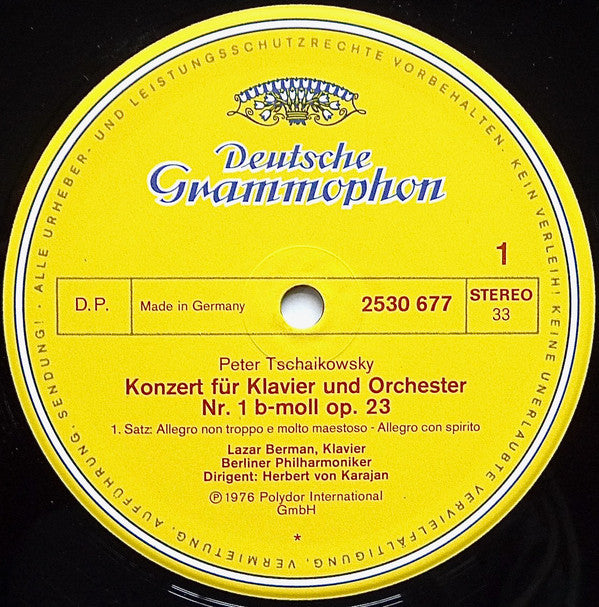 Deutsche
Grammophon
1
D.P.
Made in Germany
2530 677
STEREO
33
Peter Tschaikowsky
Konzert für Klavier und Orchester
Nr. 1 b-moll op. 23
1. Satz: Allegro non troppo e molto maestoso - Allegro con spirito
Lazar Berman, Klavier
Berliner Philharmoniker
Dirigent: Herbert von Karajan
Ⓟ 1976 Polydor International
GmbH
*
· ALLE URHEBER- UND LEISTUNGSSCHUTZRECHTE VORBEHALTEN. KEIN VERLEIH! KEINE UNERLAUBTE VERVIELFÄLTIGUNG, VERMIETUNG, AUFFÜHRUNG, SENDUNG!